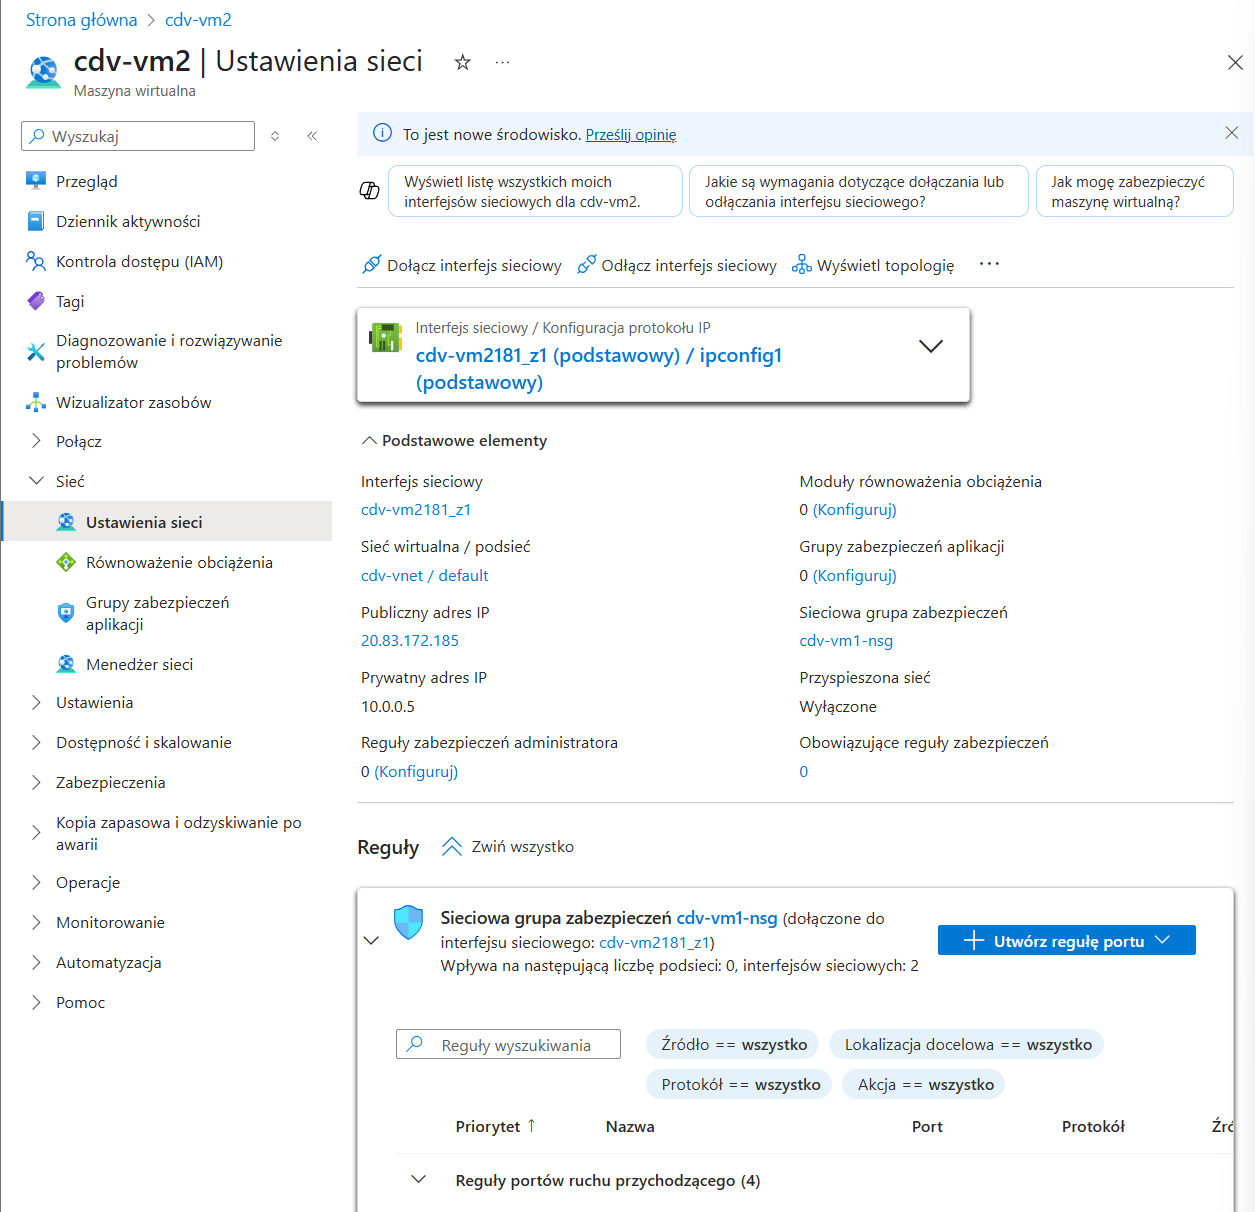 Strona główna > cdv-vm2
cdv-vm2 | Ustawienia sieci
Maszyna wirtualna
Wyszukaj
Przegląd
Dziennik aktywności
Kontrola dostępu (IAM)
Tagi
Diagnozowanie i rozwiązywanie
problemów
Wizualizator zasobów
Połącz
Sieć
Ustawienia sieci
Równoważenie obciążenia
Grupy zabezpieczeń
aplikacji
Menedżer sieci
Ustawienia
Dostępność i skalowanie
Zabezpieczenia
Kopia zapasowa i odzyskiwanie po
awarii
Operacje
Monitorowanie
Automatyzacja
Pomoc
To jest nowe środowisko. Prześlij opinię
Wyświetl listę wszystkich moich
interfejsów sieciowych dla cdv-vm2.
Jakie są wymagania dotyczące dołączania lub
odłączania interfejsu sieciowego?
Jak mogę zabezpieczyć
maszynę wirtualną?
Dołącz interfejs sieciowy
Odłącz interfejs sieciowy
Wyświetl topologię
Interfejs sieciowy / Konfiguracja protokołu IP
cdv-vm2181_z1 (podstawowy) / ipconfig1
(podstawowy)
Podstawowe elementy
Interfejs sieciowy
cdv-vm2181_z1
Sieć wirtualna / podsieć
cdv-vnet / default
Publiczny adres IP
20.83.172.185
Prywatny adres IP
10.0.0.5
Reguły zabezpieczeń administratora
0 (Konfiguruj)
Moduły równoważenia obciążenia
0 (Konfiguruj)
Grupy zabezpieczeń aplikacji
0 (Konfiguruj)
Sieciowa grupa zabezpieczeń
cdv-vm1-nsg
Przyspieszona sieć
Wyłączone
Obowiązujące reguły zabezpieczeń
0
Reguły
Zwiń wszystko
Sieciowa grupa zabezpieczeń cdv-vm1-nsg (dołączone do
interfejsu sieciowego: cdv-vm2181_z1)
Wpływa na następującą liczbę podsieci: 0, interfejsów sieciowych: 2
Utwórz regułę portu
Reguły wyszukiwania
Źródło == wszystko
Lokalizacja docelowa == wszystko
Protokół == wszystko
Akcja == wszystko
Priorytet ↑ Nazwa Port Protokół
Reguły portów ruchu przychodzącego (4)